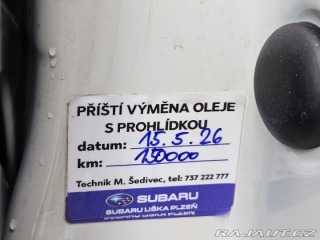 PŘÍŠTÍ VÝMĚNA OLEJE
S PROHLÍDKOU
datum: 15.5.26
km: 150000
Technik M. Šedivec, tel: 737 222 777
SUBARU
SUBARU UŠKA PLZEŇ
RAJAUT.CZ